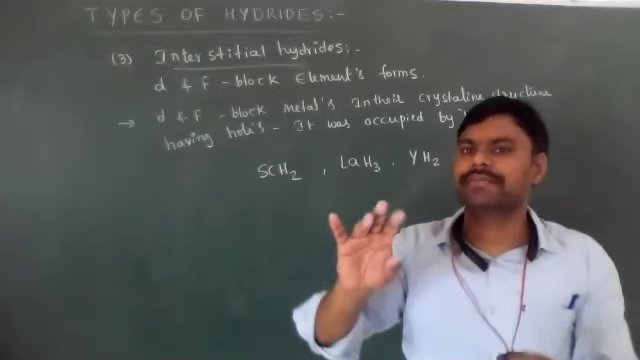 TYPES OF HYDRIDES:-
(3) Interstitial hydrides:-
d & F - block Element's forms.
→ d & F - block metal's In their crystaline structure
having hole's - It was occupied by
ScH2 , LaH3 . YH2